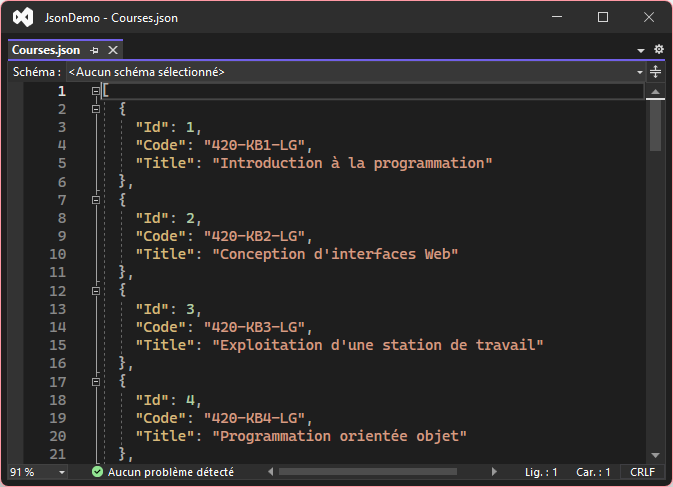 JsonDemo - Courses.json
Courses.json
Schéma : <Aucun schéma sélectionné>
1 [
2 {
3 "Id": 1,
4 "Code": "420-KB1-LG",
5 "Title": "Introduction à la programmation"
6 },
7 {
8 "Id": 2,
9 "Code": "420-KB2-LG",
10 "Title": "Conception d'interfaces Web"
11 },
12 {
13 "Id": 3,
14 "Code": "420-KB3-LG",
15 "Title": "Exploitation d'une station de travail"
16 },
17 {
18 "Id": 4,
19 "Code": "420-KB4-LG",
20 "Title": "Programmation orientée objet"
21 },
91 % Aucun problème détecté Lig. : 1 Car. : 1 CRLF